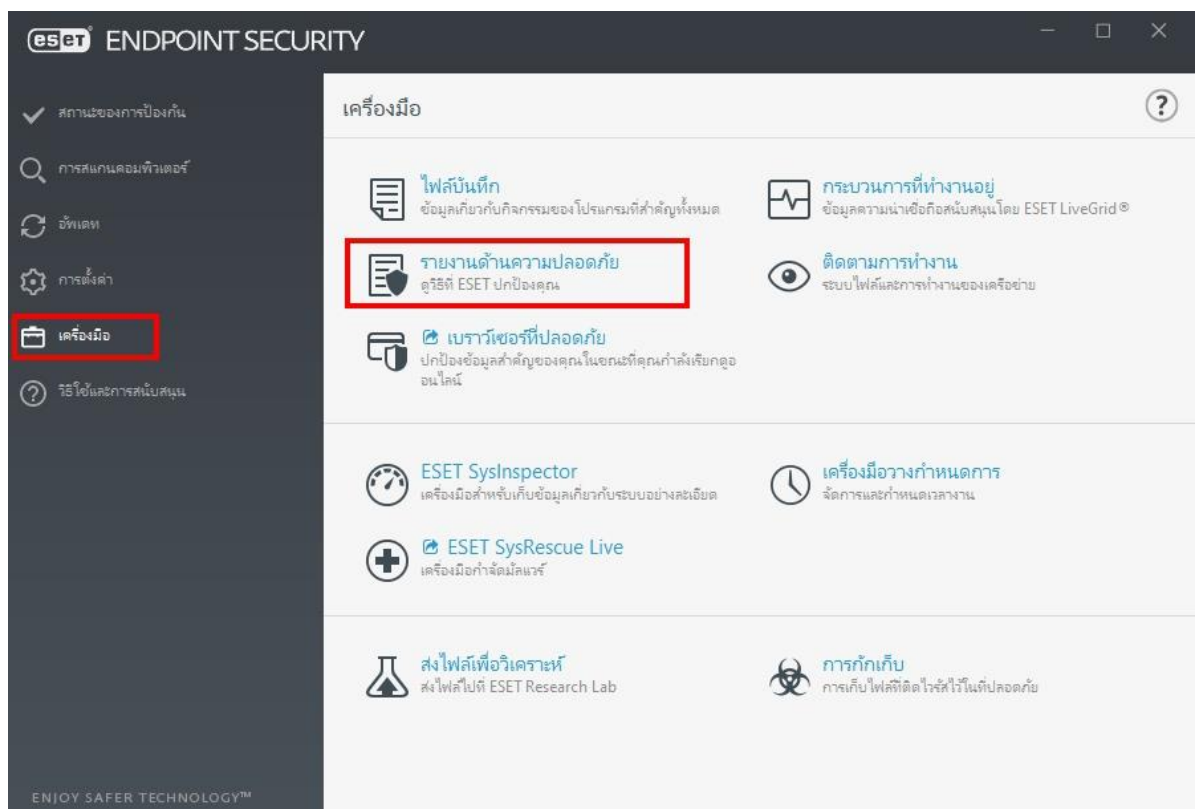 eset ENDPOINT SECURITY
สถานะของการป้องกัน
การสแกนคอมพิวเตอร์
อัพเดท
การตั้งค่า
เครื่องมือ
วิธีใช้และการสนับสนุน
ENJOY SAFER TECHNOLOGY™
เครื่องมือ
?
ไฟล์บันทึก
ข้อมูลเกี่ยวกับกิจกรรมของโปรแกรมที่สำคัญทั้งหมด
กระบวนการที่ทำงานอยู่
ข้อมูลความน่าเชื่อถือสนับสนุนโดย ESET LiveGrid®
รายงานด้านความปลอดภัย
ดูวิธีที่ ESET ปกป้องคุณ
ติดตามการทำงาน
ระบบไฟล์และการทำงานของเครือข่าย
เบราว์เซอร์ที่ปลอดภัย
ปกป้องข้อมูลสำคัญของคุณในขณะที่คุณกำลังเรียกดูอ
อนไลน์
ESET SysInspector
เครื่องมือสำหรับเก็บข้อมูลเกี่ยวกับระบบอย่างละเอียด
เครื่องมือวางกำหนดการ
จัดการและกำหนดเวลางาน
ESET SysRescue Live
เครื่องมือกำจัดมัลแวร์
ส่งไฟล์เพื่อวิเคราะห์
ส่งไฟล์ไปที่ ESET Research Lab
การกักเก็บ
การเก็บไฟล์ที่ติดไวรัสไว้ในที่ปลอดภัย